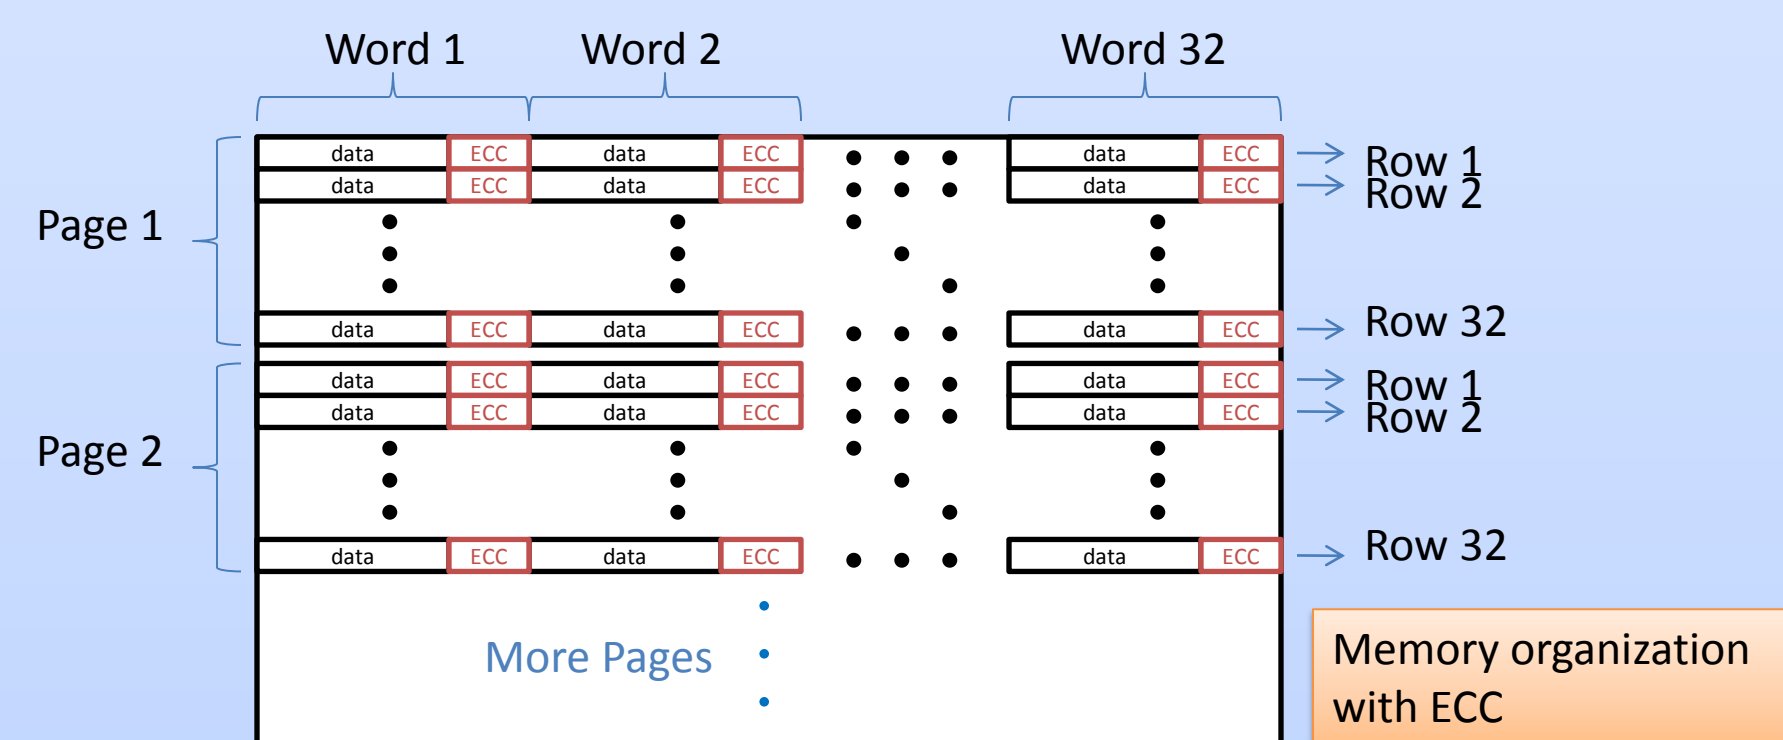 Word 1 Word 2 Word 32
data ECC data ECC data ECC Row 1
data ECC data ECC data ECC Row 2
Page 1
data ECC data ECC data ECC Row 32
data ECC data ECC data ECC Row 1
data ECC data ECC data ECC Row 2
Page 2
data ECC data ECC data ECC Row 32
More Pages
Memory organization
with ECC